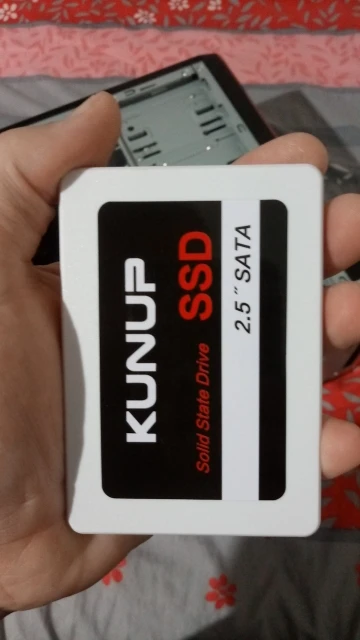 KUNUP
Solid State Drive SSD
2.5" SATA